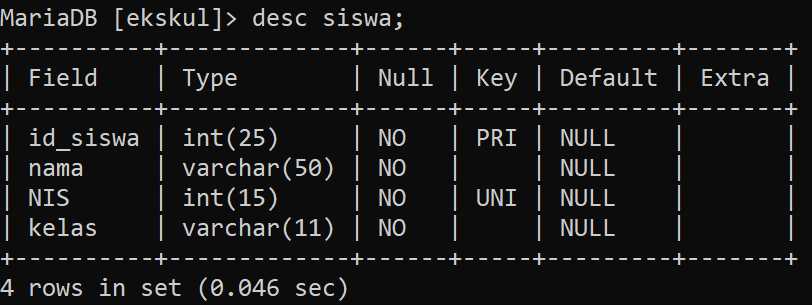 MariaDB [ekskul]> desc siswa;
+----------+-------------+------+-----+---------+-------+
| Field    | Type        | Null | Key | Default | Extra |
+----------+-------------+------+-----+---------+-------+
| id_siswa | int(25)     | NO   | PRI | NULL    |       |
| nama     | varchar(50) | NO   |     | NULL    |       |
| NIS      | int(15)     | NO   | UNI | NULL    |       |
| kelas    | varchar(11) | NO   |     | NULL    |       |
+----------+-------------+------+-----+---------+-------+
4 rows in set (0.046 sec)